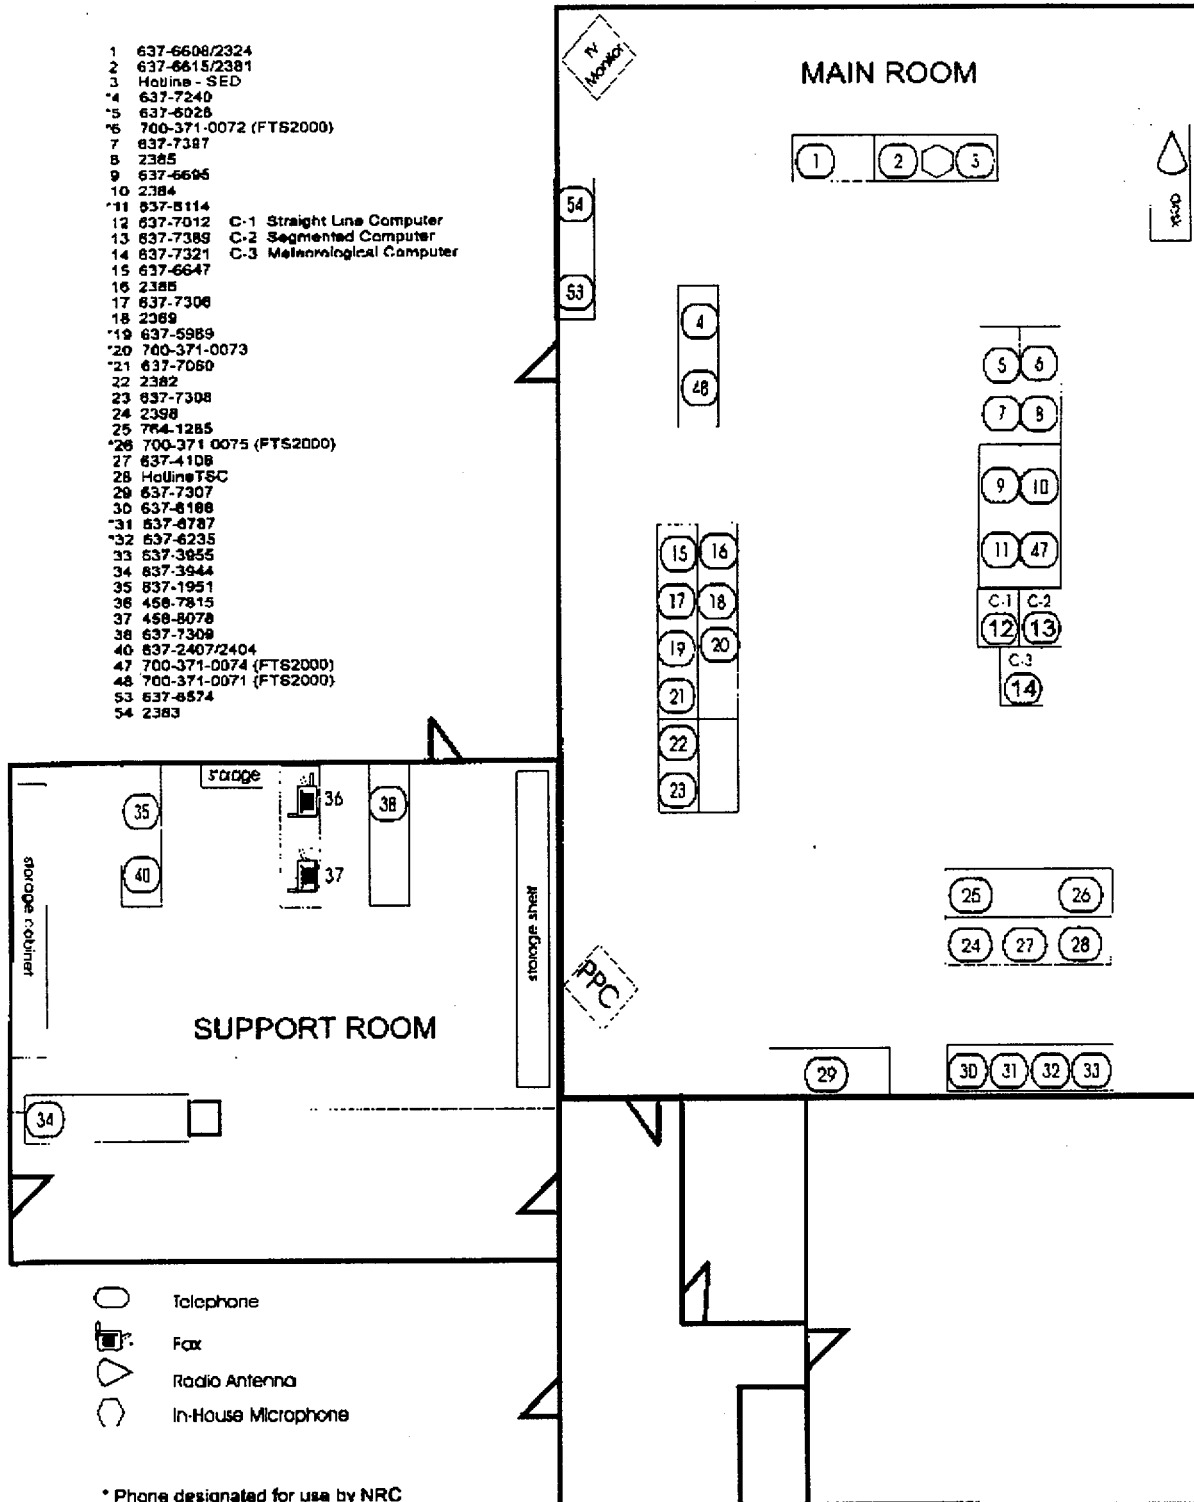 1 637-6608/2324
2 637-6615/2381
3 Hotline - SED
*4 637-7240
*5 637-6028
*6 700-371-0072 (FTS2000)
7 637-7397
8 2385
9 637-6695
10 2384
*11 637-8114
12 637-7012 C-1 Straight Line Computer
13 637-7389 C-2 Segmented Computer
14 637-7321 C-3 Meteorological Computer
15 637-6647
16 2386
17 637-7306
18 2389
*19 637-5989
*20 700-371-0073
*21 637-7060
22 2382
23 637-7308
24 2398
25 764-1285
*26 700-371 0075 (FTS2000)
27 637-4108
28 HotlineTSC
29 637-7307
30 637-6188
*31 637-6787
*32 637-6235
33 637-3955
34 637-3944
35 637-1951
36 458-7815
37 458-8078
38 637-7309
40 637-2407/2404
47 700-371-0074 (FTS2000)
48 700-371-0071 (FTS2000)
53 637-6574
54 2383
TV Monitor
MAIN ROOM
1 2 3
desk
54
53
4
48
5 6
7 8
9 10
11 47
C-1 C-2
12 13
C-3
14
15 16
17 18
19 20
21
22
23
25 26
24 27 28
PPC
29
30 31 32 33
storage
35
36
38
40
37
storage cabinet
storage shelf
SUPPORT ROOM
34
Telephone
Fax
Radio Antenna
In-House Microphone
* Phone designated for use by NRC